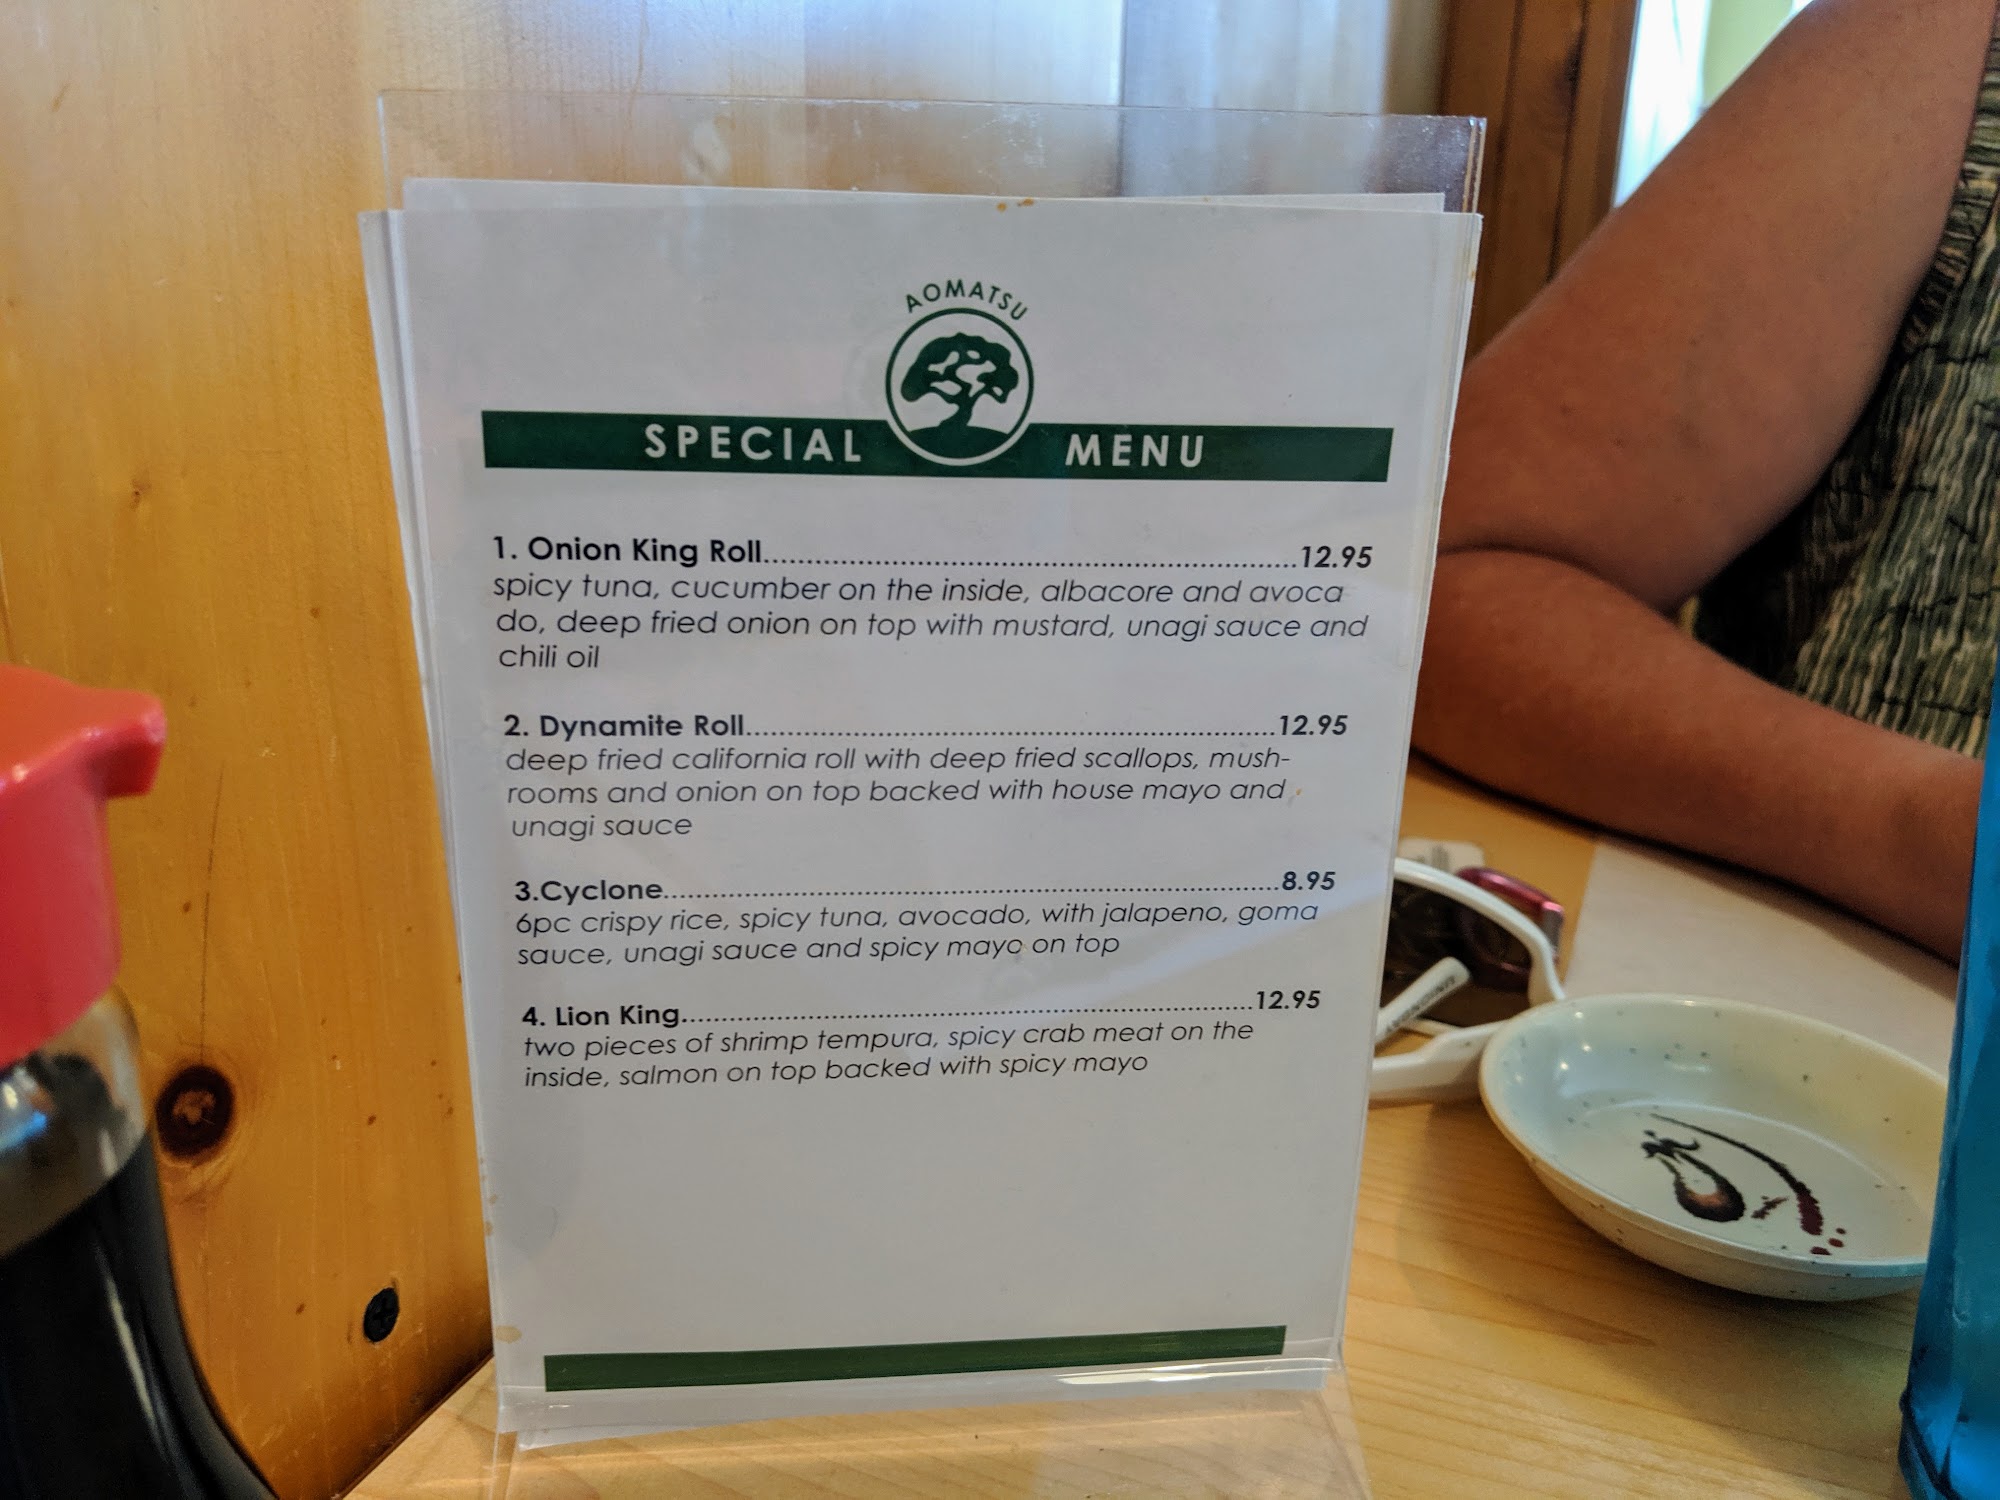 AOMATSU
SPECIAL MENU
1. Onion King Roll..........................................................12.95
spicy tuna, cucumber on the inside, albacore and avoca
do, deep fried onion on top with mustard, unagi sauce and
chili oil
2. Dynamite Roll..........................................................12.95
deep fried california roll with deep fried scallops, mush-
rooms and onion on top backed with house mayo and
unagi sauce
3.Cyclone....................................................................8.95
6pc crispy rice, spicy tuna, avocado, with jalapeno, goma
sauce, unagi sauce and spicy mayo on top
4. Lion King................................................................12.95
two pieces of shrimp tempura, spicy crab meat on the
inside, salmon on top backed with spicy mayo